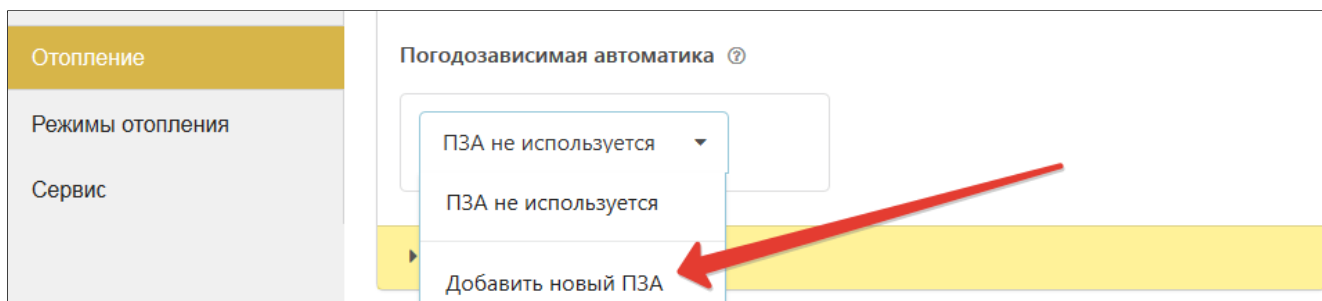 Отопление
Режимы отопления
Сервис
Погодозависимая автоматика ?
ПЗА не используется
ПЗА не используется
Добавить новый ПЗА